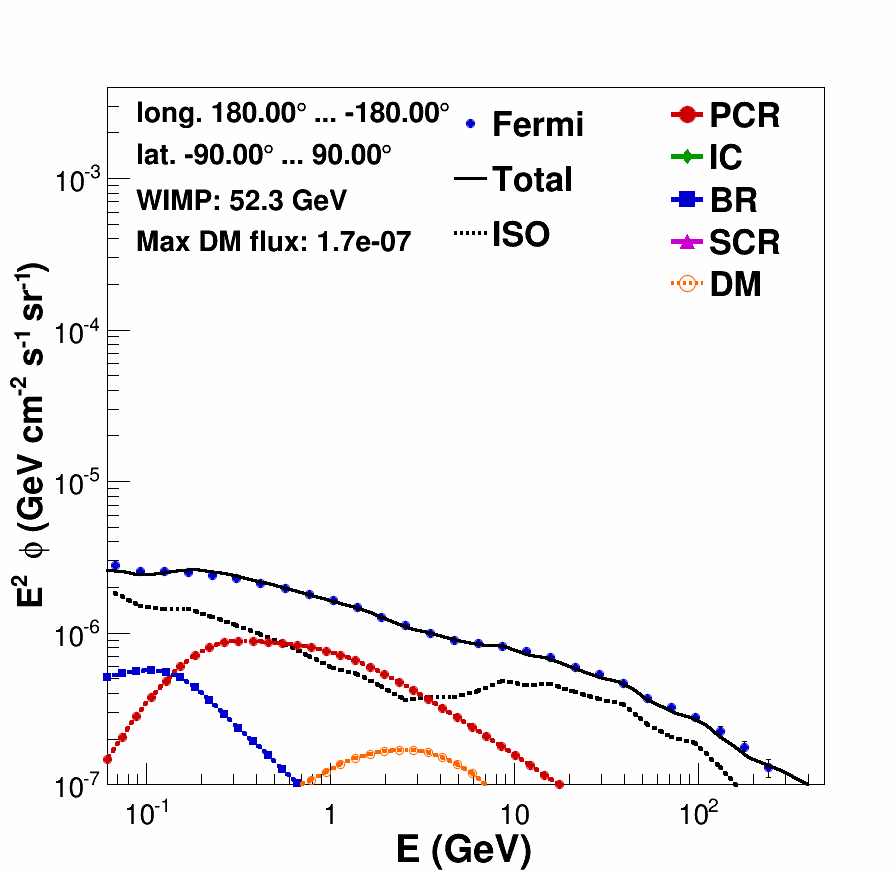 long. 180.00° ... -180.00°
lat. -90.00° ... 90.00°
WIMP: 52.3 GeV
Max DM flux: 1.7e-07
Fermi
Total
ISO
PCR
IC
BR
SCR
DM
E² ϕ (GeV cm⁻² s⁻¹ sr⁻¹)
10⁻³
10⁻⁴
10⁻⁵
10⁻⁶
10⁻⁷
10⁻¹ 1 10 10²
E (GeV)